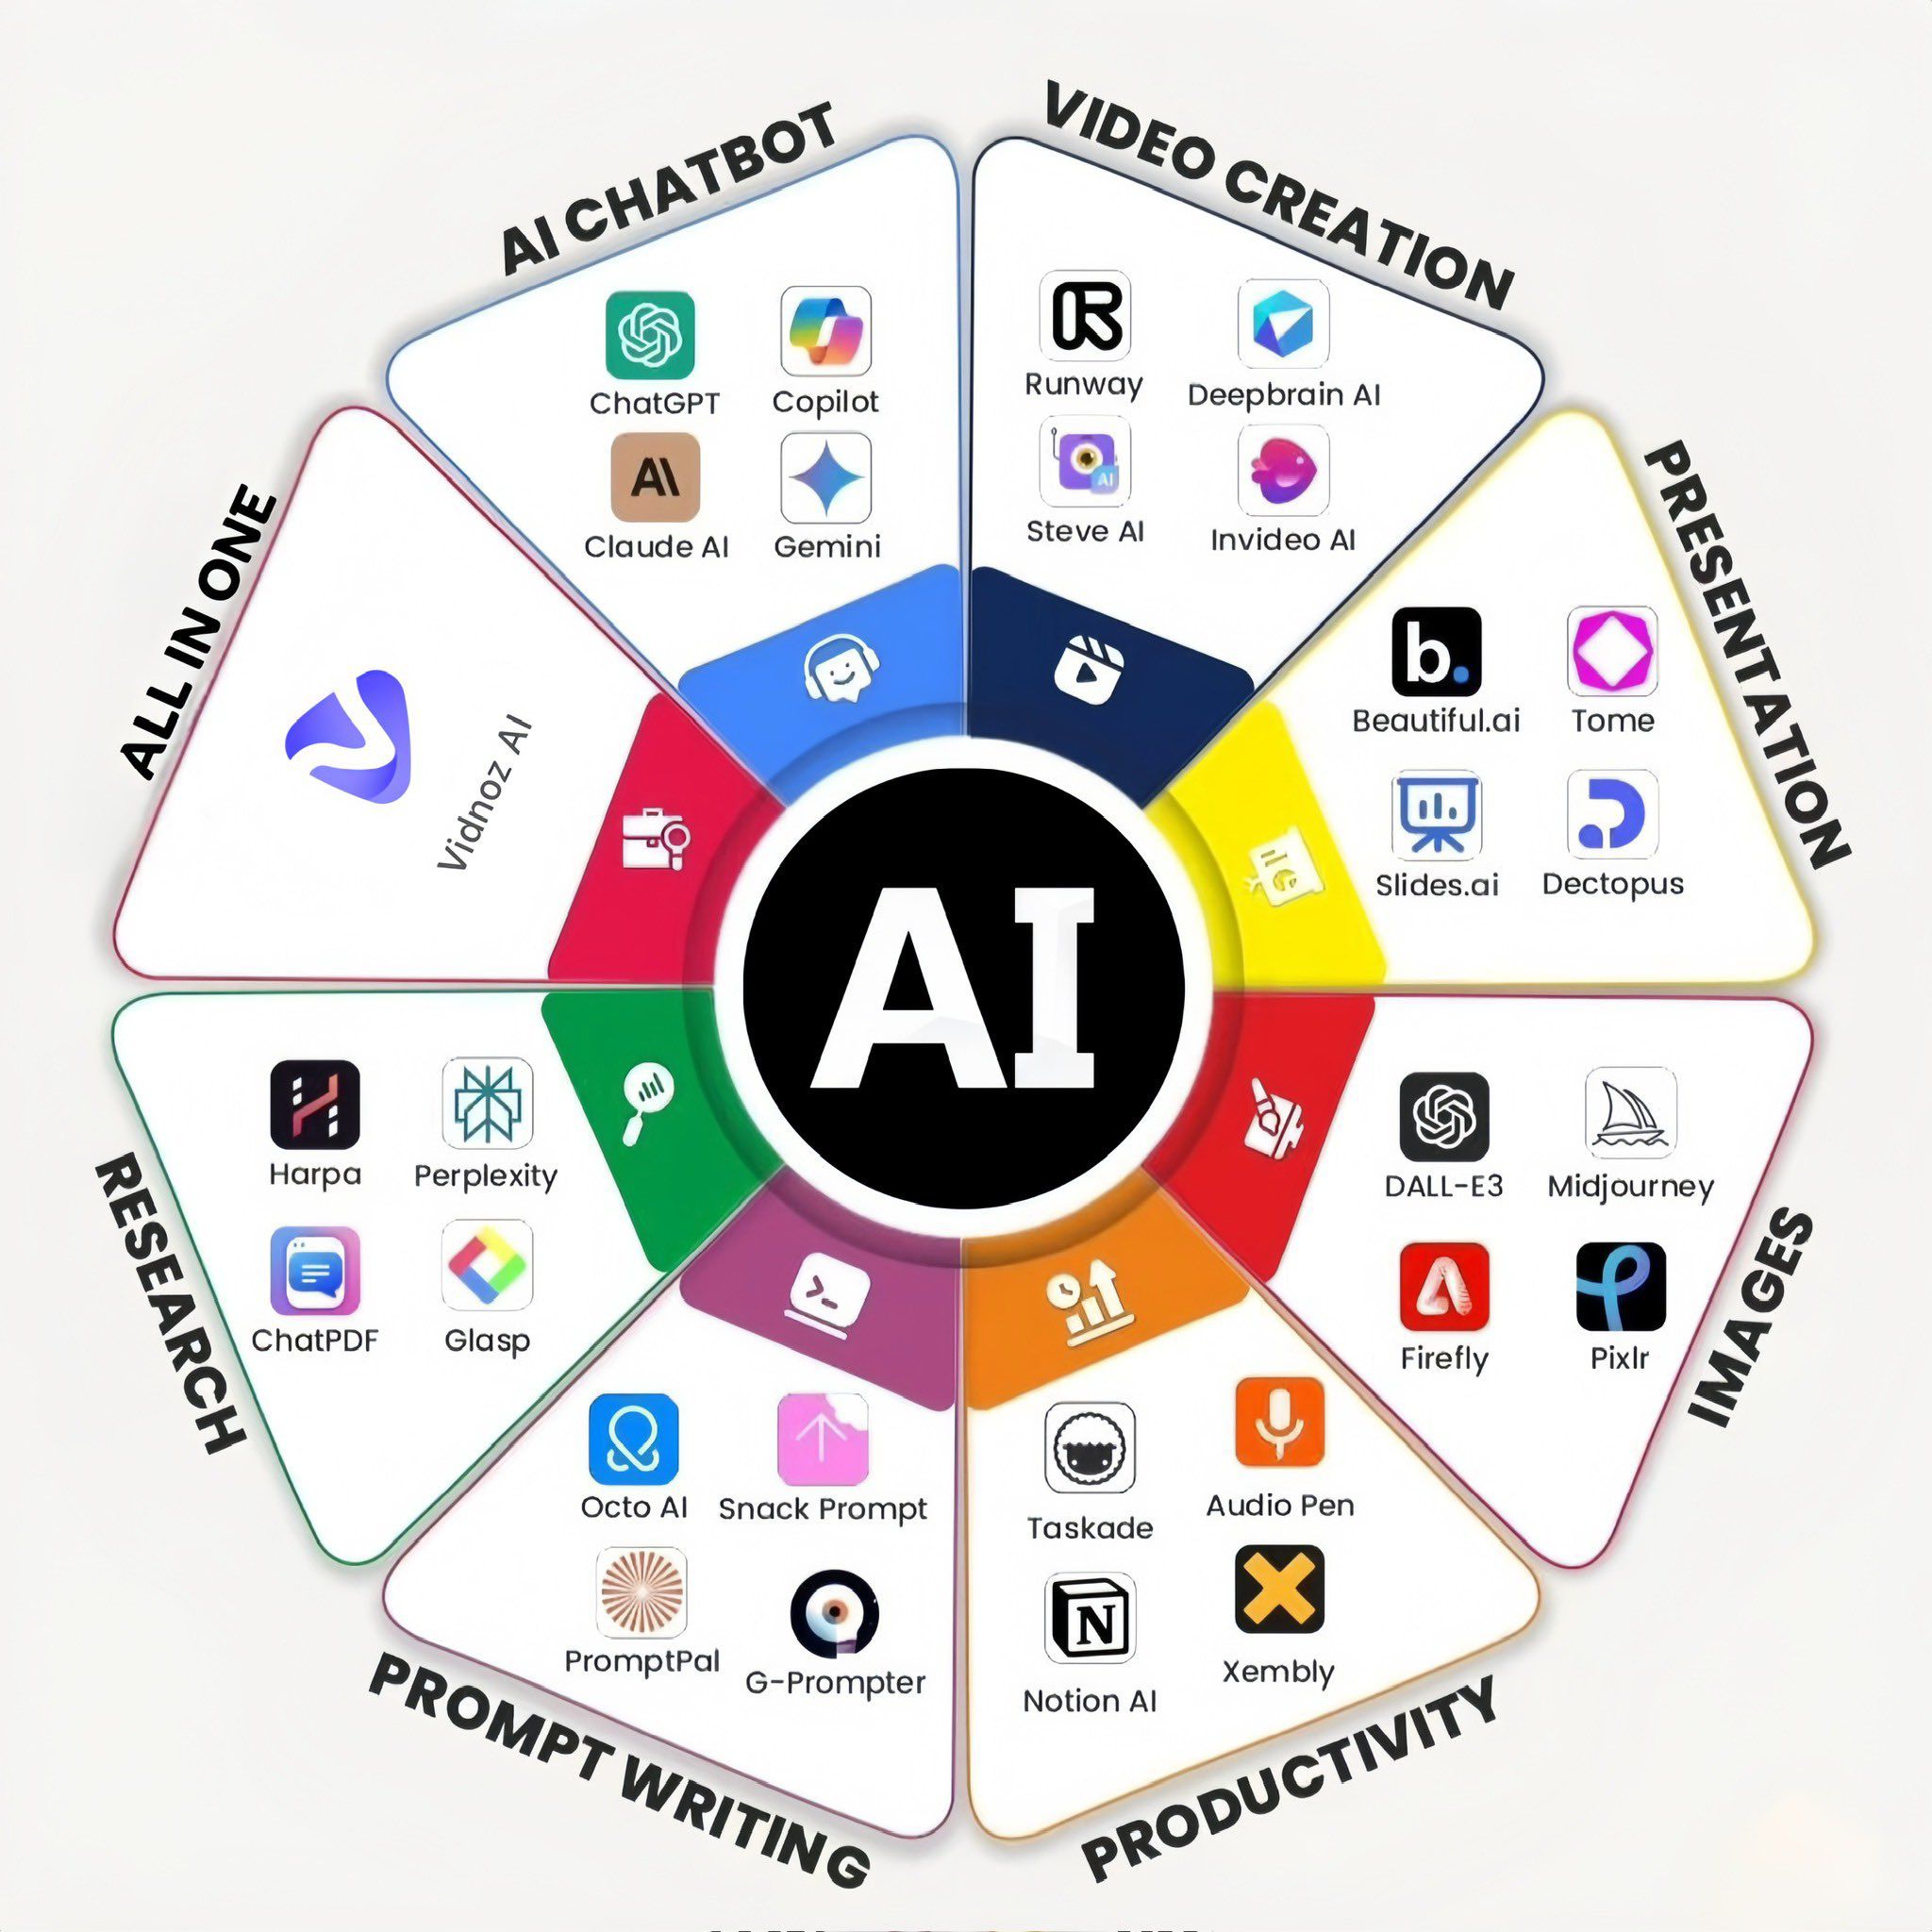 AI CHATBOT
ChatGPT
Copilot
Claude AI
Gemini
VIDEO CREATION
Runway
Deepbrain AI
Steve AI
Invideo AI
PRESENTATION
b.
Beautiful.ai
Tome
Slides.ai
Dectopus
IMAGES
DALL-E3
Midjourney
Firefly
Pixlr
PRODUCTIVITY
Taskade
Audio Pen
N
Notion AI
Xembly
PROMPT WRITING
Octo AI
Snack Prompt
PromptPal
G-Prompter
RESEARCH
Harpa
Perplexity
ChatPDF
Glasp
ALL IN ONE
Vidnoz AI
AI